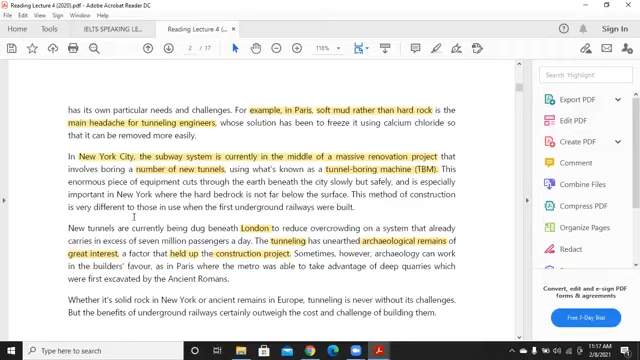 Reading Lecture 4 (2020).pdf - Adobe Acrobat Reader DC
File Edit View Sign Window Help
Home Tools IELTS SPEAKING LE... Reading Lecture 4 (... × Sign In
2 / 17 116%
has its own particular needs and challenges. For example, in Paris, soft mud rather than hard rock is the
main headache for tunneling engineers, whose solution has been to freeze it using calcium chloride so
that it can be removed more easily.
In New York City, the subway system is currently in the middle of a massive renovation project that
involves boring a number of new tunnels, using what's known as a tunnel-boring machine (TBM). This
enormous piece of equipment cuts through the earth beneath the city slowly but safely, and is especially
important in New York where the hard bedrock is not far below the surface. This method of construction
is very different to those in use when the first underground railways were built.
New tunnels are currently being dug beneath London to reduce overcrowding on a system that already
carries in excess of seven million passengers a day. The tunneling has unearthed archaeological remains of
great interest, a factor that held up the construction project. Sometimes, however, archaeology can work
in the builders' favour, as in Paris where the metro was able to take advantage of deep quarries which
were first excavated by the Ancient Romans.
Whether it's solid rock in New York or ancient remains in Europe, tunneling is never without its challenges.
But the benefits of underground railways certainly outweigh the cost and challenge of building them.
Search 'Highlight'
Export PDF
Edit PDF
Create PDF
Comment
Combine Files
Compress PDF
Organize Pages
Redact
Convert, edit and e-sign PDF
forms & agreements
Free 7-Day Trial
Type here to search
11:17 AM
2/8/2021